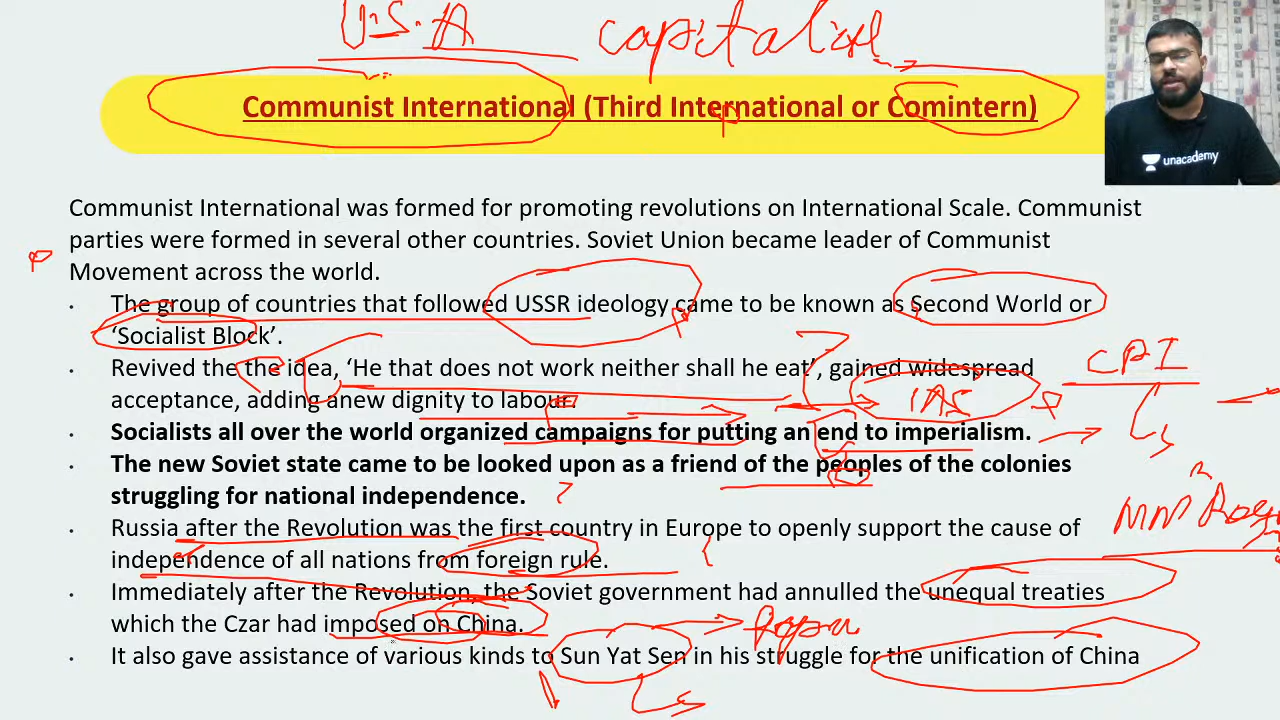 U.S.A capitalist
Communist International (Third International or Comintern)
unacademy
Communist International was formed for promoting revolutions on International Scale. Communist
parties were formed in several other countries. Soviet Union became leader of Communist
Movement across the world.
• The group of countries that followed USSR ideology came to be known as Second World or
‘Socialist Block’.
• Revived the the idea, ‘He that does not work neither shall he eat’, gained widespread
acceptance, adding anew dignity to labour.
CPI
IAS
• Socialists all over the world organized campaigns for putting an end to imperialism.
• The new Soviet state came to be looked upon as a friend of the peoples of the colonies
struggling for national independence.
• Russia after the Revolution was the first country in Europe to openly support the cause of
independence of all nations from foreign rule.
• Immediately after the Revolution, the Soviet government had annulled the unequal treaties
which the Czar had imposed on China.
• It also gave assistance of various kinds to Sun Yat Sen in his struggle for the unification of China